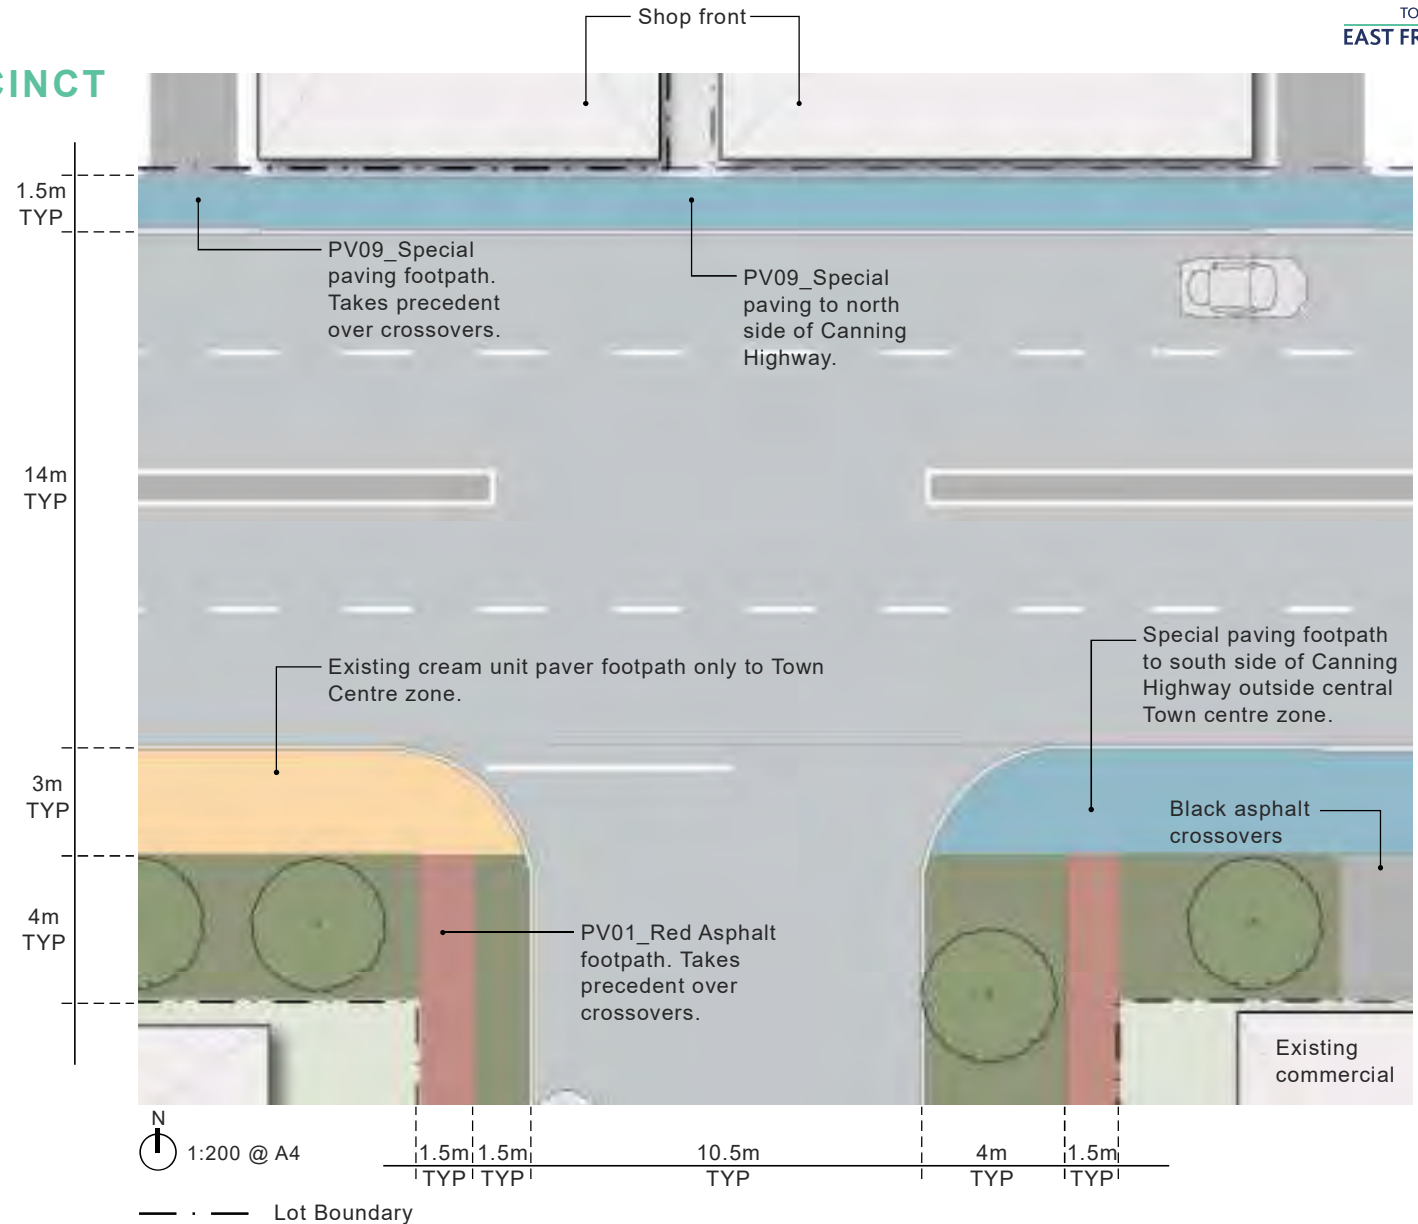 Shop front
TO
EAST FR
CINCT
1.5m
TYP
PV09_Special
paving footpath.
Takes precedent
over crossovers.
PV09_Special
paving to north
side of Canning
Highway.
14m
TYP
Existing cream unit paver footpath only to Town
Centre zone.
Special paving footpath
to south side of Canning
Highway outside central
Town centre zone.
3m
TYP
Black asphalt
crossovers
4m
TYP
PV01_Red Asphalt
footpath. Takes
precedent over
crossovers.
Existing
commercial
N
1:200 @ A4
1.5m
TYP
1.5m
TYP
10.5m
TYP
4m
TYP
1.5m
TYP
Lot Boundary